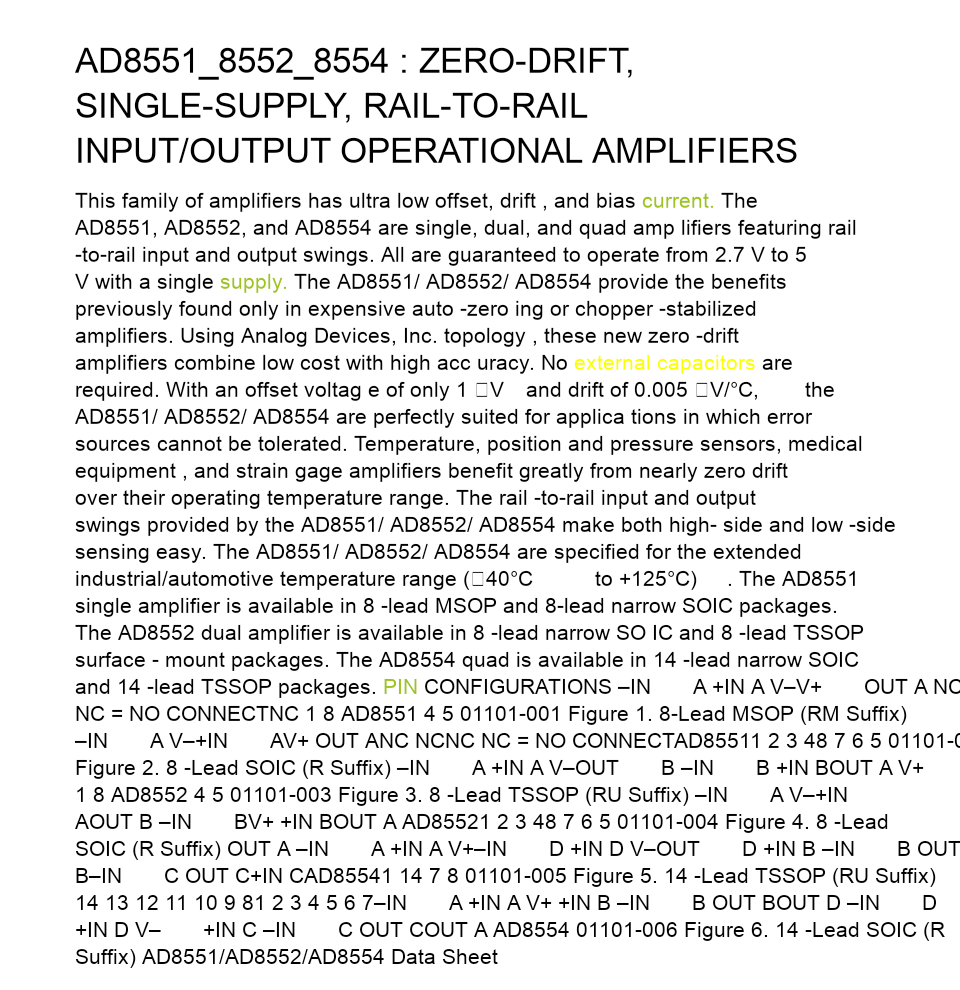 AD8551_8552_8554 : ZERO-DRIFT,
SINGLE-SUPPLY, RAIL-TO-RAIL
INPUT/OUTPUT OPERATIONAL AMPLIFIERS
This family of amplifiers has ultra low offset, drift , and bias current. The
AD8551, AD8552, and AD8554 are single, dual, and quad amp lifiers featuring rail
-to-rail input and output swings. All are guaranteed to operate from 2.7 V to 5
V with a single supply. The AD8551/ AD8552/ AD8554 provide the benefits
previously found only in expensive auto -zero ing or chopper -stabilized
amplifiers. Using Analog Devices, Inc. topology , these new zero -drift
amplifiers combine low cost with high acc uracy. No external capacitors are
required. With an offset voltag e of only 1 □V and drift of 0.005 □V/°C, the
AD8551/ AD8552/ AD8554 are perfectly suited for applica tions in which error
sources cannot be tolerated. Temperature, position and pressure sensors, medical
equipment , and strain gage amplifiers benefit greatly from nearly zero drift
over their operating temperature range. The rail -to-rail input and output
swings provided by the AD8551/ AD8552/ AD8554 make both high- side and low -side
sensing easy. The AD8551/ AD8552/ AD8554 are specified for the extended
industrial/automotive temperature range (□40°C to +125°C) . The AD8551
single amplifier is available in 8 -lead MSOP and 8-lead narrow SOIC packages.
The AD8552 dual amplifier is available in 8 -lead narrow SO IC and 8 -lead TSSOP
surface - mount packages. The AD8554 quad is available in 14 -lead narrow SOIC
and 14 -lead TSSOP packages. PIN CONFIGURATIONS –IN A +IN A V–V+ OUT A NC
NC = NO CONNECTNC 1 8 AD8551 4 5 01101-001 Figure 1. 8-Lead MSOP (RM Suffix)
–IN A V–+IN AV+ OUT ANC NCNC NC = NO CONNECTAD85511 2 3 48 7 6 5 01101-0
Figure 2. 8 -Lead SOIC (R Suffix) –IN A +IN A V–OUT B –IN B +IN BOUT A V+
1 8 AD8552 4 5 01101-003 Figure 3. 8 -Lead TSSOP (RU Suffix) –IN A V–+IN
AOUT B –IN BV+ +IN BOUT A AD85521 2 3 48 7 6 5 01101-004 Figure 4. 8 -Lead
SOIC (R Suffix) OUT A –IN A +IN A V+–IN D +IN D V–OUT D +IN B –IN B OUT
B–IN C OUT C+IN CAD85541 14 7 8 01101-005 Figure 5. 14 -Lead TSSOP (RU Suffix)
14 13 12 11 10 9 81 2 3 4 5 6 7–IN A +IN A V+ +IN B –IN B OUT BOUT D –IN D
+IN D V– +IN C –IN C OUT COUT A AD8554 01101-006 Figure 6. 14 -Lead SOIC (R
Suffix) AD8551/AD8552/AD8554 Data Sheet